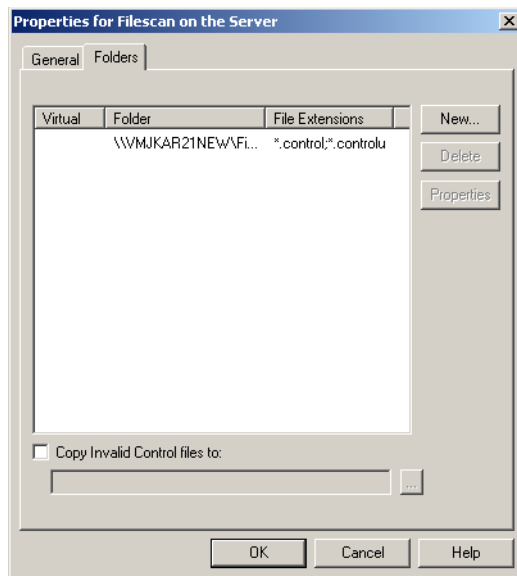 Properties for Filescan on the Server
General Folders
Virtual Folder File Extensions
\\VMJKAR21NEW\Fi... *.control;*.controlu
New...
Delete
Properties
Copy Invalid Control files to:
...
OK Cancel Help